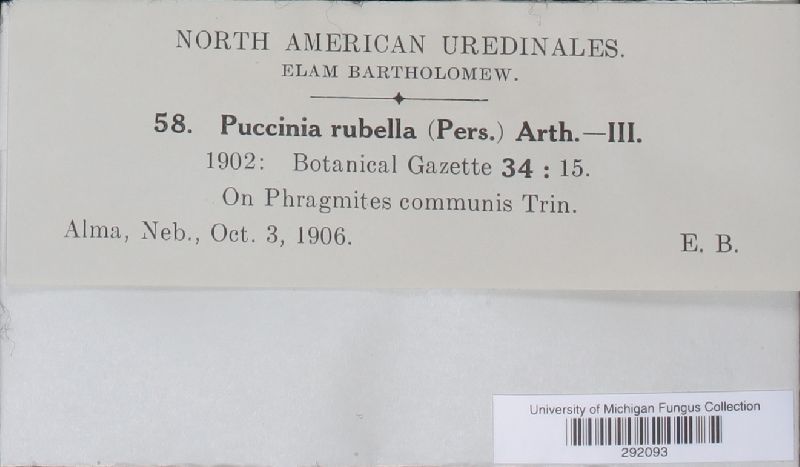 NORTH AMERICAN UREDINALES.
ELAM BARTHOLOMEW.
58. Puccinia rubella (Pers.) Arth.—III.
1902: Botanical Gazette 34 : 15.
On Phragmites communis Trin.
Alma, Neb., Oct. 3, 1906. E. B.
University of Michigan Fungus Collection
292093